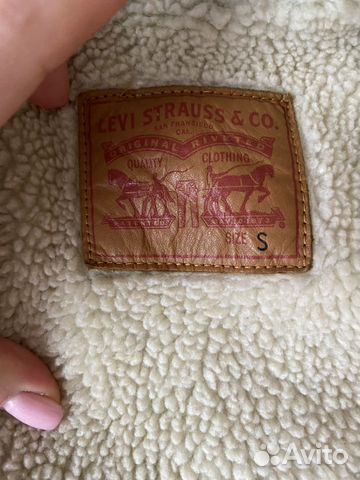 LEVI STRAUSS & CO.
SAN FRANCISCO
CAL.
ORIGINAL RIVETED
QUALITY CLOTHING
SIZE S
Avito